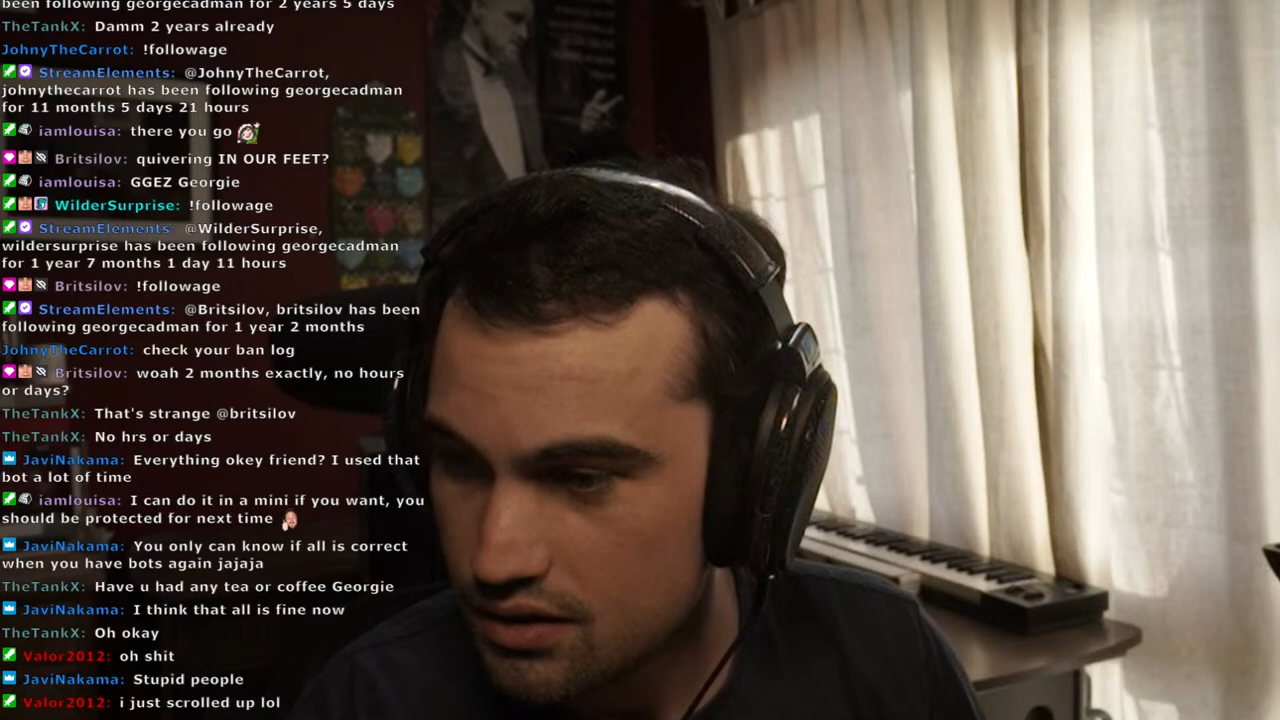 been following georgecadman for 2 years 5 days
TheTankX: Damm 2 years already
JohnyTheCarrot: !followage
StreamElements: @JohnyTheCarrot,
johnythecarrot has been following georgecadman
for 11 months 5 days 21 hours
iamlouisa: there you go
Britsilov: quivering IN OUR FEET?
iamlouisa: GGEZ Georgie
WilderSurprise: !followage
StreamElements: @WilderSurprise,
wildersurprise has been following georgecadman
for 1 year 7 months 1 day 11 hours
Britsilov: !followage
StreamElements: @Britsilov, britsilov has been
following georgecadman for 1 year 2 months
JohnyTheCarrot: check your ban log
Britsilov: woah 2 months exactly, no hours
or days?
TheTankX: That's strange @britsilov
TheTankX: No hrs or days
JaviNakama: Everything okey friend? I used that
bot a lot of time
iamlouisa: I can do it in a mini if you want, you
should be protected for next time
JaviNakama: You only can know if all is correct
when you have bots again jajaja
TheTankX: Have u had any tea or coffee Georgie
JaviNakama: I think that all is fine now
TheTankX: Oh okay
Valor2012: oh shit
JaviNakama: Stupid people
Valor2012: i just scrolled up lol